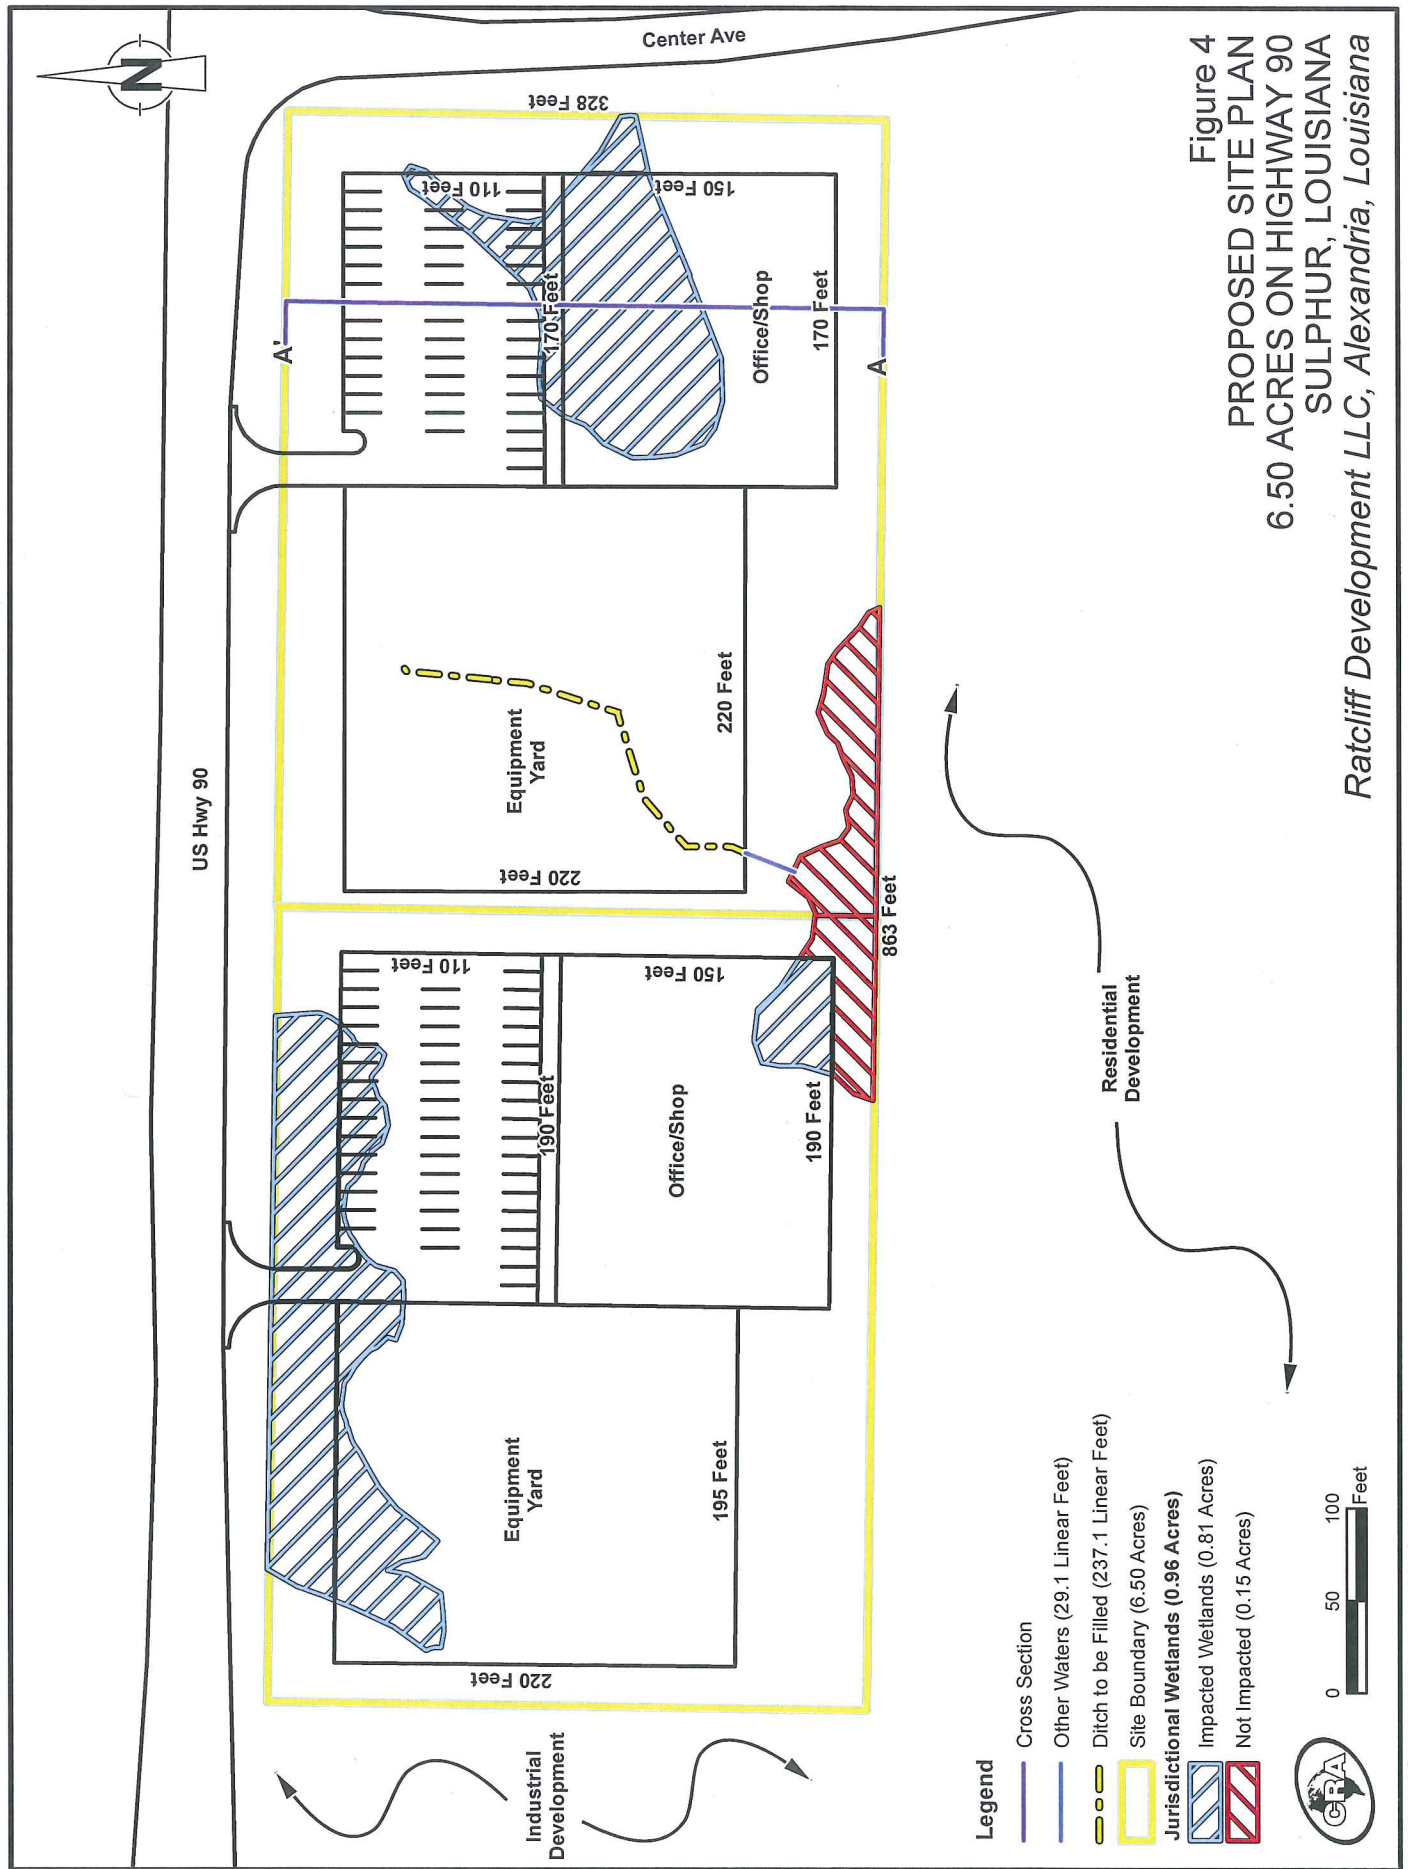 N
Center Ave
US Hwy 90
328 Feet
A'
110 Feet
170 Feet
150 Feet
Office/Shop
170 Feet
A
Equipment
Yard
220 Feet
220 Feet
863 Feet
110 Feet
190 Feet
150 Feet
Office/Shop
190 Feet
Equipment
Yard
195 Feet
220 Feet
Industrial
Development
Residential
Development
Legend
Cross Section
Other Waters (29.1 Linear Feet)
Ditch to be Filled (237.1 Linear Feet)
Site Boundary (6.50 Acres)
Jurisdictional Wetlands (0.96 Acres)
Impacted Wetlands (0.81 Acres)
Not Impacted (0.15 Acres)
0 50 100
Feet
CRA
Figure 4
PROPOSED SITE PLAN
6.50 ACRES ON HIGHWAY 90
SULPHUR, LOUISIANA
Ratcliff Development LLC, Alexandria, Louisiana